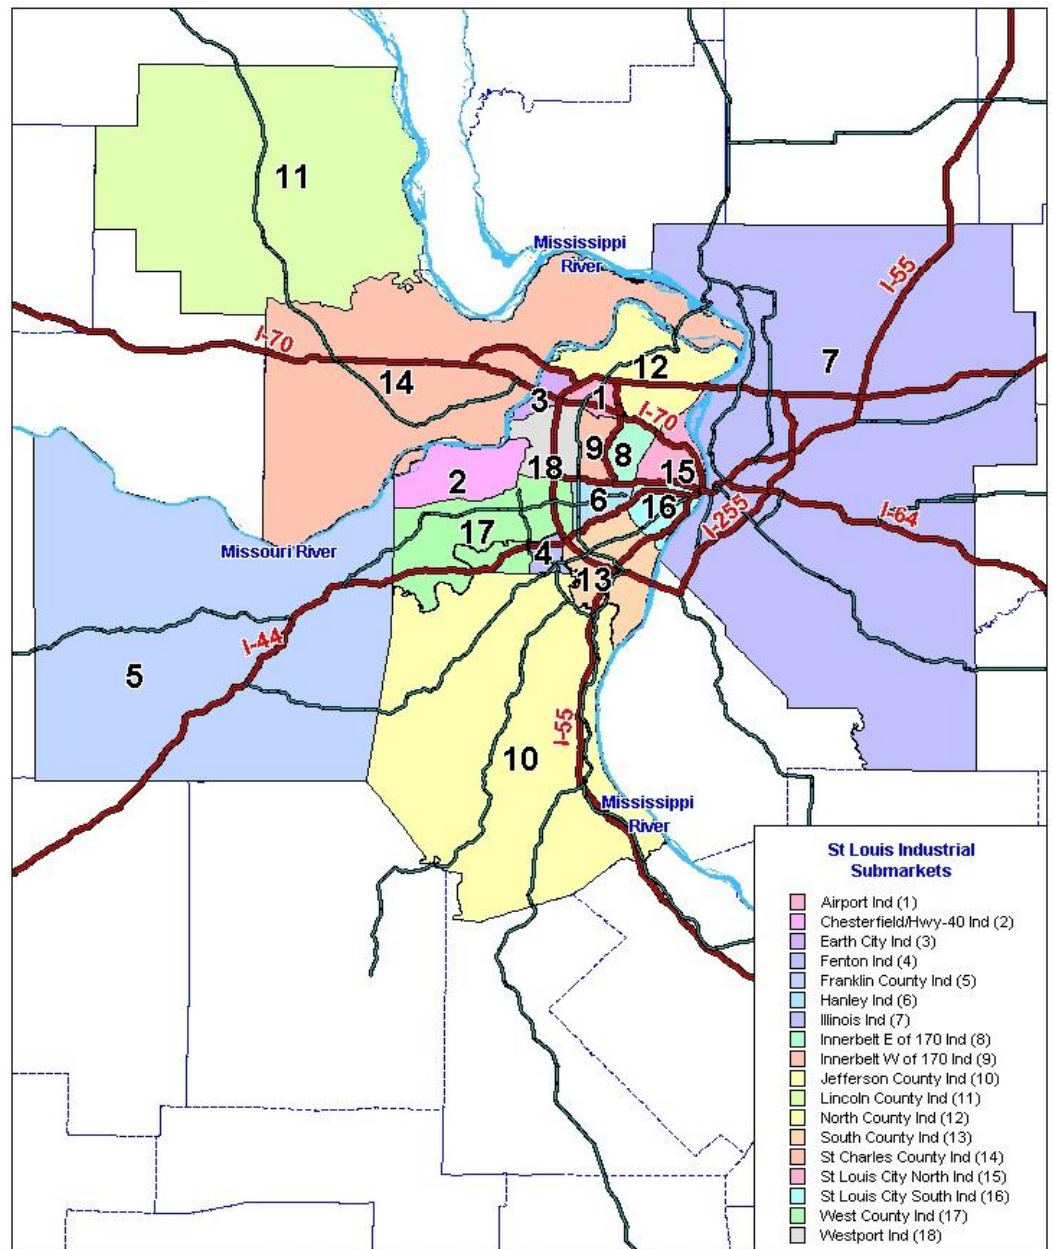 11
Mississippi
River
I-55
I-70
7
12
14
3
1
I-70
9
8
18
15
2
6
16
I-64
I-255
17
Missouri River
4
13
I-44
5
I-55
10
Mississippi
River
St Louis Industrial
Submarkets
Airport Ind (1)
Chesterfield/Hwy-40 Ind (2)
Earth City Ind (3)
Fenton Ind (4)
Franklin County Ind (5)
Hanley Ind (6)
Illinois Ind (7)
Innerbelt E of 170 Ind (8)
Innerbelt W of 170 Ind (9)
Jefferson County Ind (10)
Lincoln County Ind (11)
North County Ind (12)
South County Ind (13)
St Charles County Ind (14)
St Louis City North Ind (15)
St Louis City South Ind (16)
West County Ind (17)
Westport Ind (18)